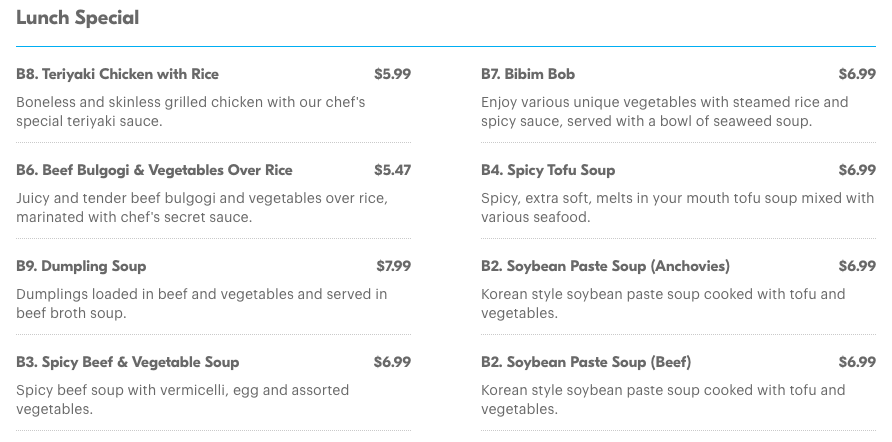 Lunch Special
B8. Teriyaki Chicken with Rice $5.99
Boneless and skinless grilled chicken with our chef's
special teriyaki sauce.
B7. Bibim Bob $6.99
Enjoy various unique vegetables with steamed rice and
spicy sauce, served with a bowl of seaweed soup.
B6. Beef Bulgogi & Vegetables Over Rice $5.47
Juicy and tender beef bulgogi and vegetables over rice,
marinated with chef's secret sauce.
B4. Spicy Tofu Soup $6.99
Spicy, extra soft, melts in your mouth tofu soup mixed with
various seafood.
B9. Dumpling Soup $7.99
Dumplings loaded in beef and vegetables and served in
beef broth soup.
B2. Soybean Paste Soup (Anchovies) $6.99
Korean style soybean paste soup cooked with tofu and
vegetables.
B3. Spicy Beef & Vegetable Soup $6.99
Spicy beef soup with vermicelli, egg and assorted
vegetables.
B2. Soybean Paste Soup (Beef) $6.99
Korean style soybean paste soup cooked with tofu and
vegetables.